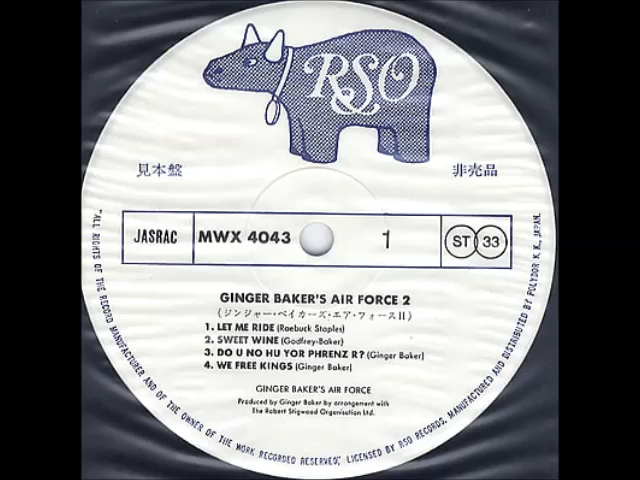 RSO
見本盤
非売品
JASRAC
MWX 4043
1
ST 33
GINGER BAKER'S AIR FORCE 2
(ジンジャー・ベイカーズ・エア・フォースII)
1. LET ME RIDE (Roebuck Staples)
2. SWEET WINE (Godfrey-Baker)
3. DO U NO HU YOR PHRENZ R? (Ginger Baker)
4. WE FREE KINGS (Ginger Baker)
GINGER BAKER'S AIR FORCE
Produced by Ginger Baker by arrangement with
The Robert Stigwood Organisation Ltd.
"ALL RIGHTS OF THE RECORD MANUFACTURER AND OF THE OWNER OF THE WORK RECORDED RESERVED", LICENSED BY RSO RECORDS, MANUFACTURED AND DISTRIBUTED BY POLYDOR K.K., JAPAN.